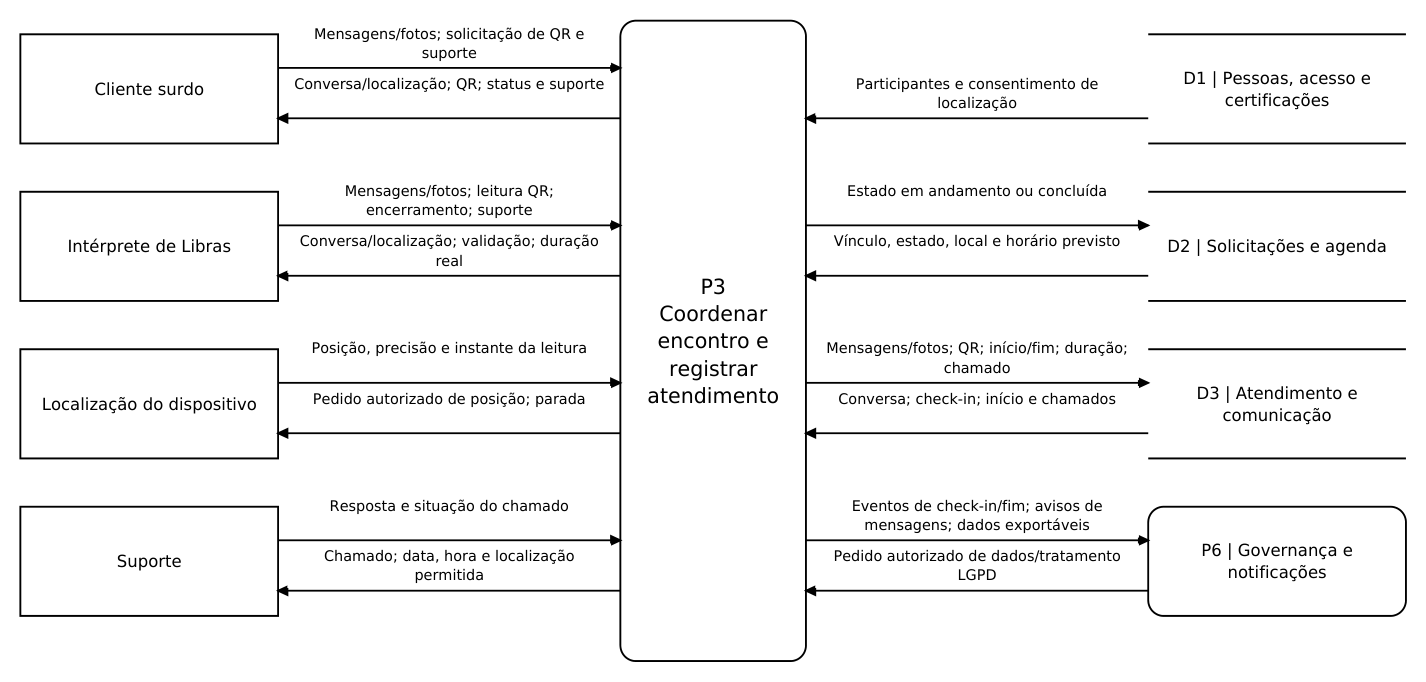 Mensagens/fotos; solicitação de QR e
suporte
Cliente surdo
Conversa/localização; QR; status e suporte
Mensagens/fotos; leitura QR;
encerramento; suporte
Intérprete de Libras
Conversa/localização; validação; duração
real
Posição, precisão e instante da leitura
Localização do dispositivo
Pedido autorizado de posição; parada
Resposta e situação do chamado
Suporte
Chamado; data, hora e localização
permitida
P3
Coordenar
encontro e
registrar
atendimento
Participantes e consentimento de
localização
D1 | Pessoas, acesso e
certificações
Estado em andamento ou concluída
Vínculo, estado, local e horário previsto
D2 | Solicitações e agenda
Mensagens/fotos; QR; início/fim; duração;
chamado
Conversa; check-in; início e chamados
D3 | Atendimento e
comunicação
Eventos de check-in/fim; avisos de
mensagens; dados exportáveis
Pedido autorizado de dados/tratamento
LGPD
P6 | Governança e
notificações